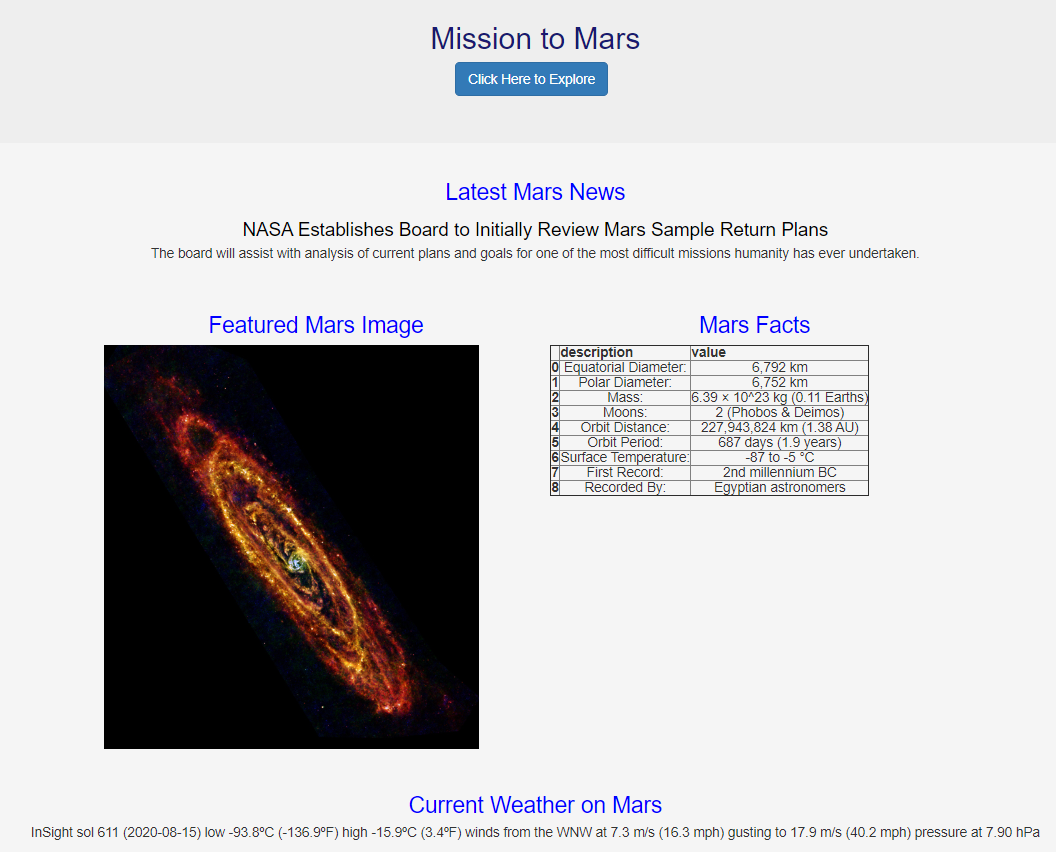 Mission to Mars
Click Here to Explore
Latest Mars News
NASA Establishes Board to Initially Review Mars Sample Return Plans
The board will assist with analysis of current plans and goals for one of the most difficult missions humanity has ever undertaken.
Featured Mars Image
Mars Facts
description value
0 Equatorial Diameter: 6,792 km
1 Polar Diameter: 6,752 km
2 Mass: 6.39 × 10^23 kg (0.11 Earths)
3 Moons: 2 (Phobos & Deimos)
4 Orbit Distance: 227,943,824 km (1.38 AU)
5 Orbit Period: 687 days (1.9 years)
6 Surface Temperature: -87 to -5 °C
7 First Record: 2nd millennium BC
8 Recorded By: Egyptian astronomers
Current Weather on Mars
InSight sol 611 (2020-08-15) low -93.8ºC (-136.9ºF) high -15.9ºC (3.4ºF) winds from the WNW at 7.3 m/s (16.3 mph) gusting to 17.9 m/s (40.2 mph) pressure at 7.90 hPa